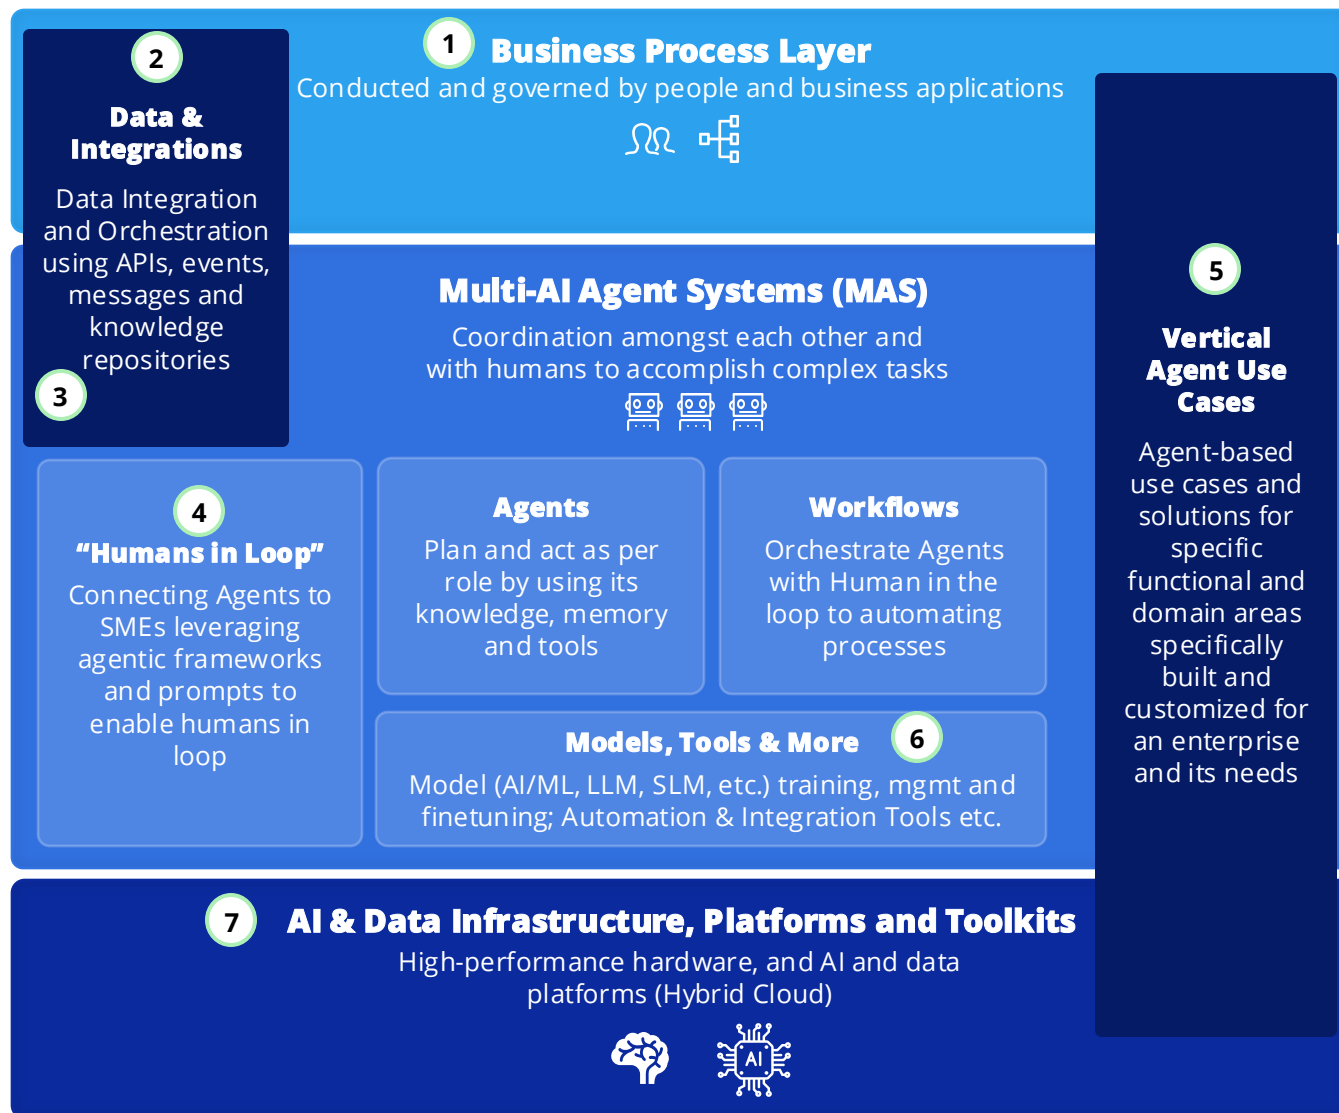 1
Business Process Layer
Conducted and governed by people and business applications
2
Data &
Integrations
Data Integration
and Orchestration
using APIs, events,
messages and
knowledge
repositories
3
Multi-AI Agent Systems (MAS)
Coordination amongst each other and
with humans to accomplish complex tasks
4
“Humans in Loop”
Connecting Agents to
SMEs leveraging
agentic frameworks
and prompts to
enable humans in
loop
Agents
Plan and act as per
role by using its
knowledge, memory
and tools
Workflows
Orchestrate Agents
with Human in the
loop to automating
processes
Models, Tools & More
6
Model (AI/ML, LLM, SLM, etc.) training, mgmt and
finetuning; Automation & Integration Tools etc.
5
Vertical
Agent Use
Cases
Agent-based
use cases and
solutions for
specific
functional and
domain areas
specifically
built and
customized for
an enterprise
and its needs
7
AI & Data Infrastructure, Platforms and Toolkits
High-performance hardware, and AI and data
platforms (Hybrid Cloud)
AI